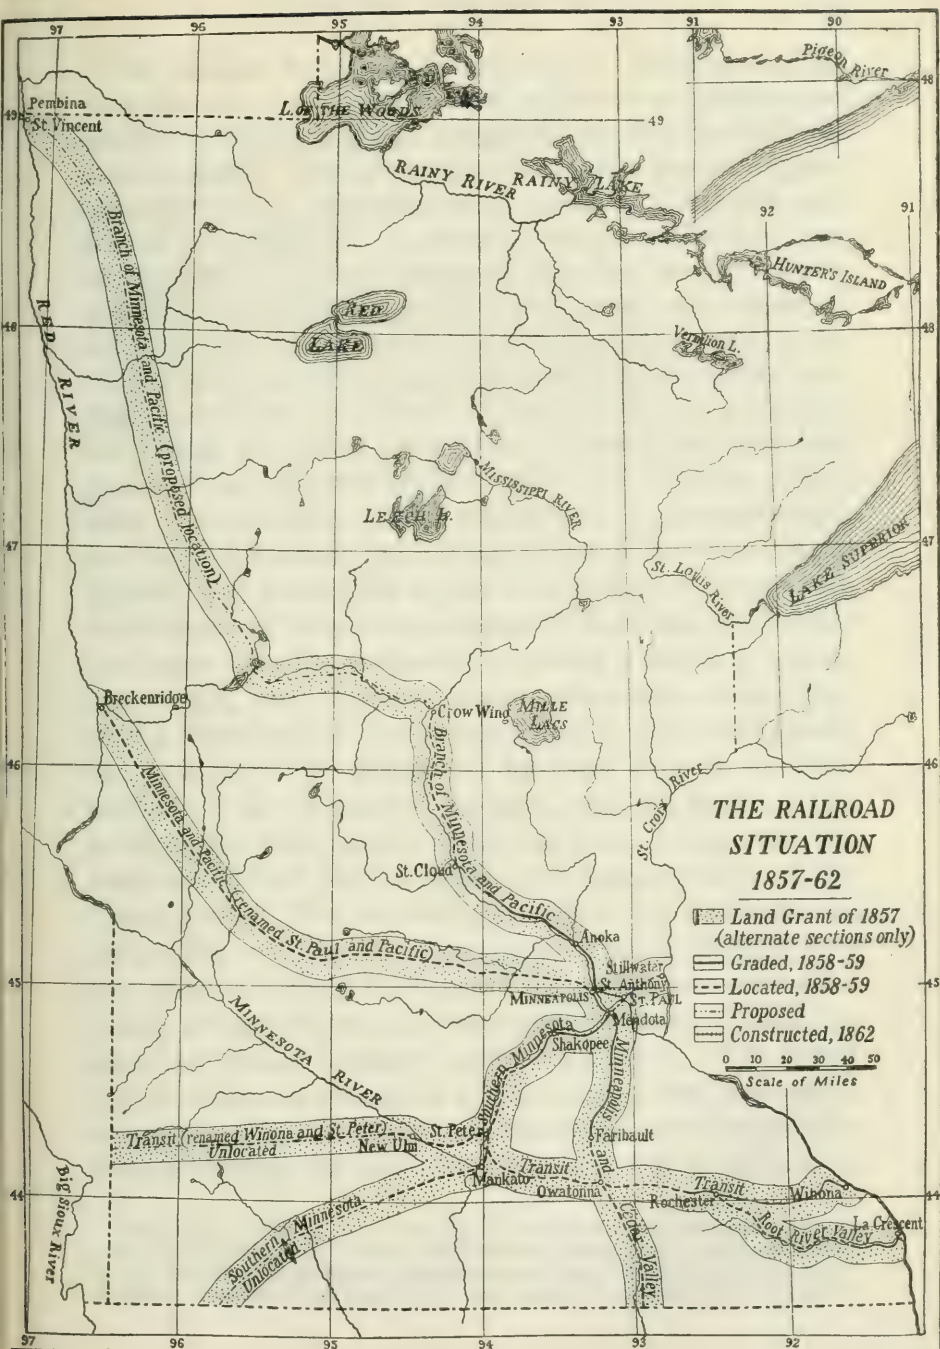 97 96 95 94 93 91 90
Pigeon River
48
Pembina
St. Vincent
49
L. OF THE WOODS
49
RAINY RIVER
RAINY LAKE
92
91
HUNTER'S ISLAND
Branch of Minnesota and Pacific (proposed location)
RED RIVER
RED LAKE
48
48
Vermilion L.
MISSISSIPPI RIVER
LEECH L.
47
47
St. Louis River
LAKE SUPERIOR
Breckenridge
Crow Wing
MILLE LACS
46
46
Branch of Minnesota and Pacific
Minnesota and Pacific (renamed St. Paul and Pacific)
St. Croix River
St. Cloud
Anoka
THE RAILROAD
SITUATION
1857-62
Land Grant of 1857
(alternate sections only)
Graded, 1858-59
Located, 1858-59
Proposed
Constructed, 1862
0 10 20 30 40 50
Scale of Miles
45
45
Stillwater
St. Anthony
MINNEAPOLIS
ST. PAUL
Mendota
MINNESOTA RIVER
Southern Minnesota
Shakopee
Minneapolis and Cedar Valley
Transit (renamed Winona and St. Peter)
Unlocated
New Ulm
St. Peter
Faribault
Mankato
Transit
Owatonna
Transit
Rochester
Winona
44
44
Root River Valley
La Crescent
Big Sioux River
Southern Minnesota
Unlocated
97 96 95 94 93 92